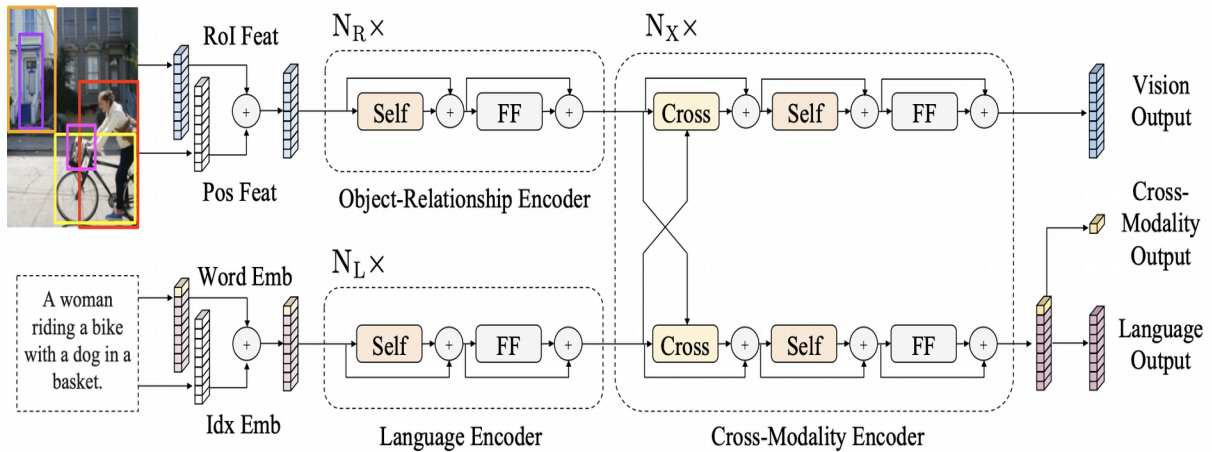 RoI Feat
Pos Feat
+
N_R×
Self
+
FF
+
Object-Relationship Encoder
N_X×
Cross
+
Self
+
FF
+
Vision
Output
Cross-
Modality
Output
A woman
riding a bike
with a dog in a
basket.
Word Emb
Idx Emb
+
N_L×
Self
+
FF
+
Language Encoder
Cross
+
Self
+
FF
+
Cross-Modality Encoder
Language
Output